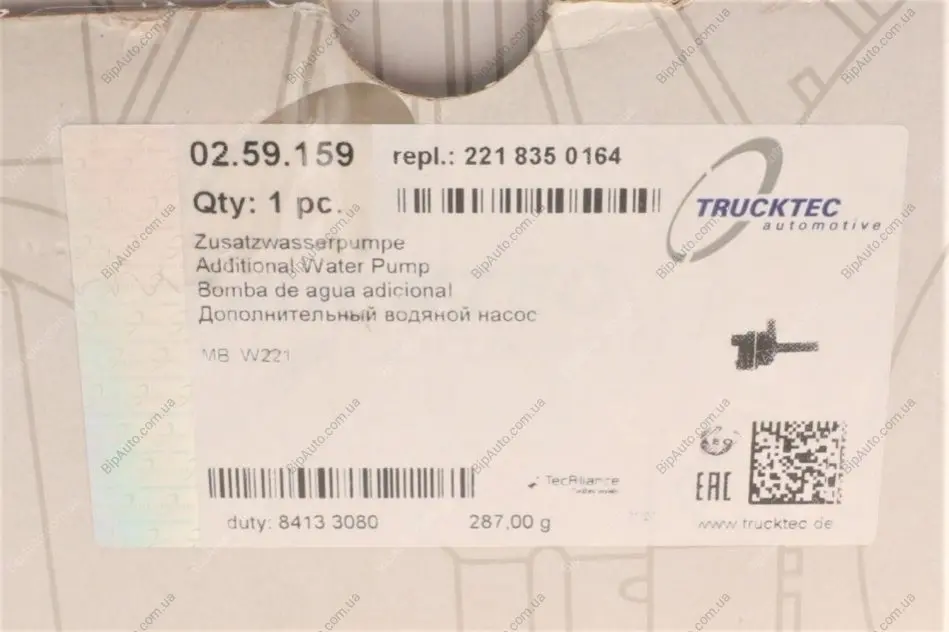 02.59.159 repl.: 221 835 0164
Qty: 1 pc.
TRUCKTEC
automotive
Zusatzwasserpumpe
Additional Water Pump
Bomba de agua adicional
Дополнительный водяной насос
MB W221
TecAlliance
EAC
duty: 8413 3080 287,00 g
www.trucktec.de
BipAuto.com.ua